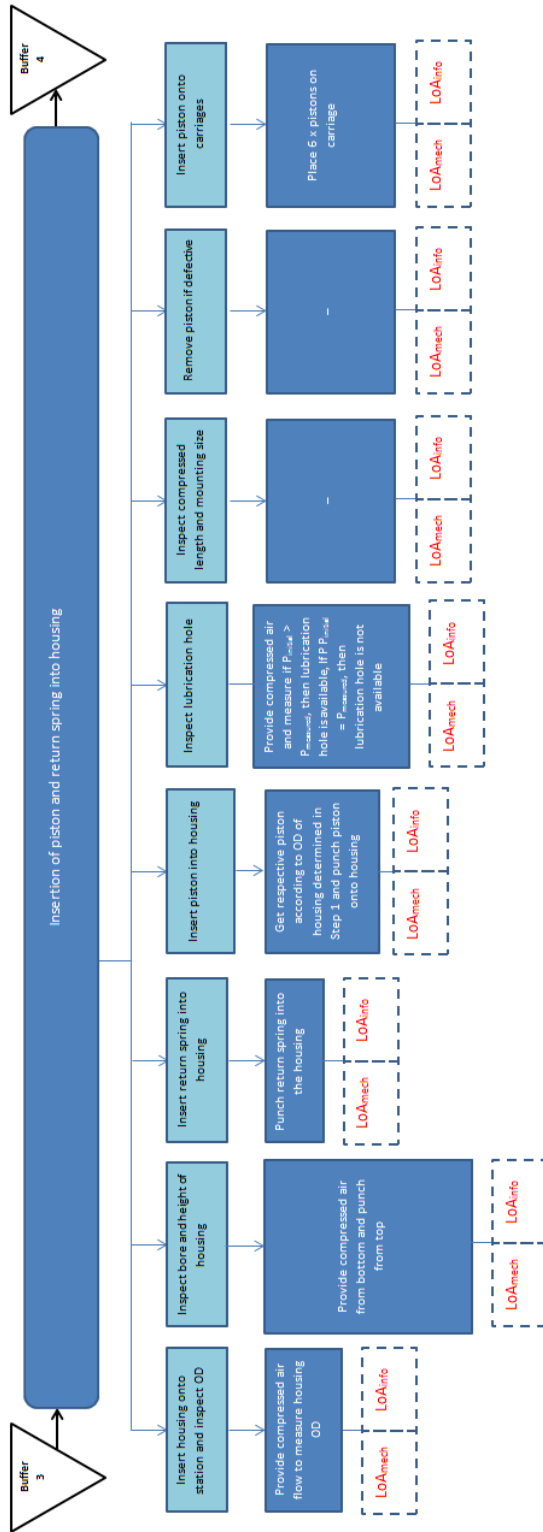 Buffer
3
Insertion of piston and return spring into housing
Buffer
4
Insert housing onto
station and inspect OD
Provide compressed air
flow to measure housing
OD
LoAmech
LoAinfo
Inspect bore and height of
housing
Provide compressed air
from bottom and punch
from top
LoAmech
LoAinfo
Insert return spring into
housing
Punch return spring into
the housing
LoAmech
LoAinfo
Insert piston into housing
Get respective piston
according to OD of
housing determined in
Step 1 and punch piston
onto housing
LoAmech
LoAinfo
Inspect lubrication hole
Provide compressed air
and measure if Pinitial >
Pmeasured, then lubrication
hole is available, If P Pinitial
= Pmeasured, then
lubrication hole is not
available
LoAmech
LoAinfo
Inspect compressed
length and mounting size
–
LoAmech
LoAinfo
Remove piston if defective
–
LoAmech
LoAinfo
Insert piston onto
carriages
Place 6 x pistons on
carriage
LoAmech
LoAinfo